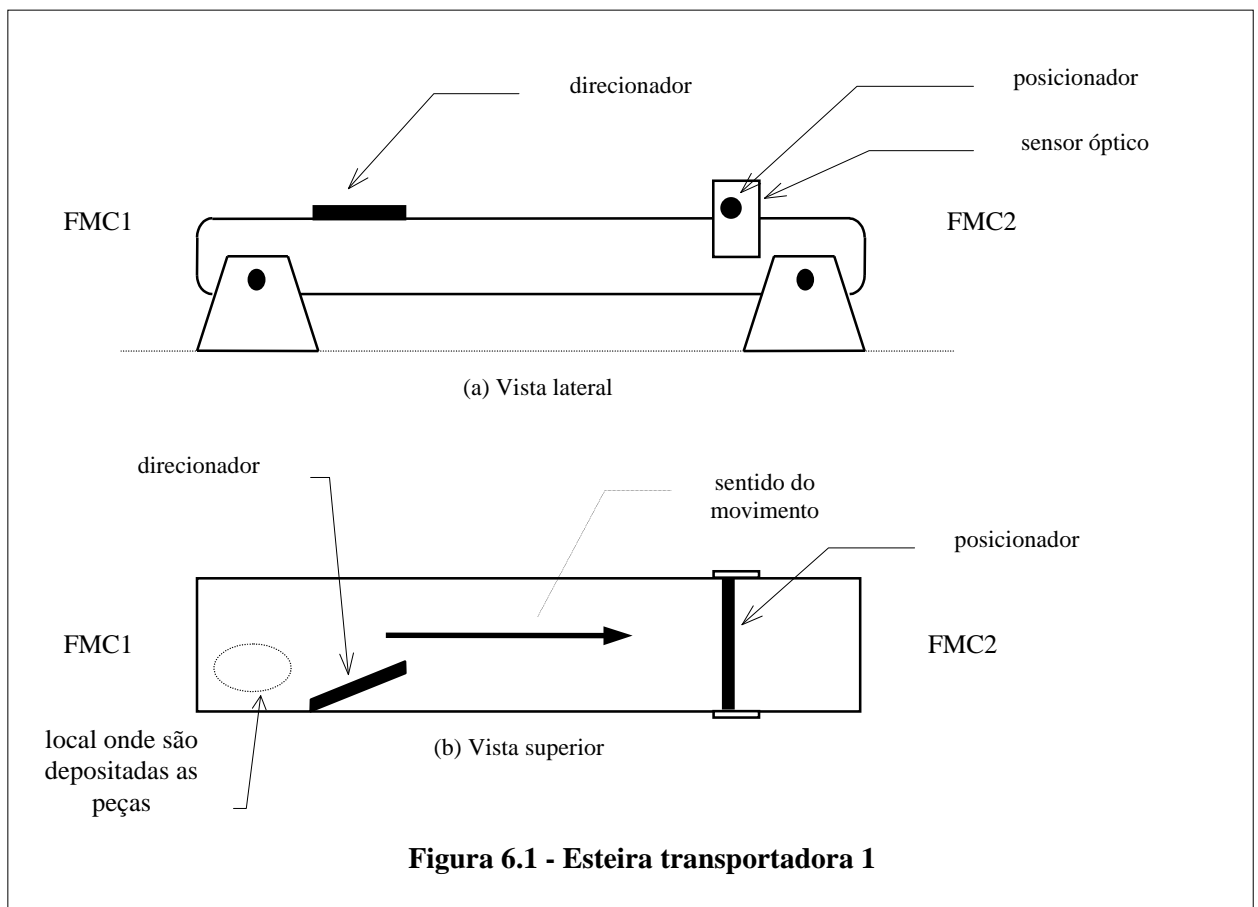 direcionador
posicionador
sensor óptico
FMC1
FMC2
(a) Vista lateral
direcionador
sentido do
movimento
posicionador
FMC1
FMC2
local onde são
depositadas as
peças
(b) Vista superior
Figura 6.1 - Esteira transportadora 1